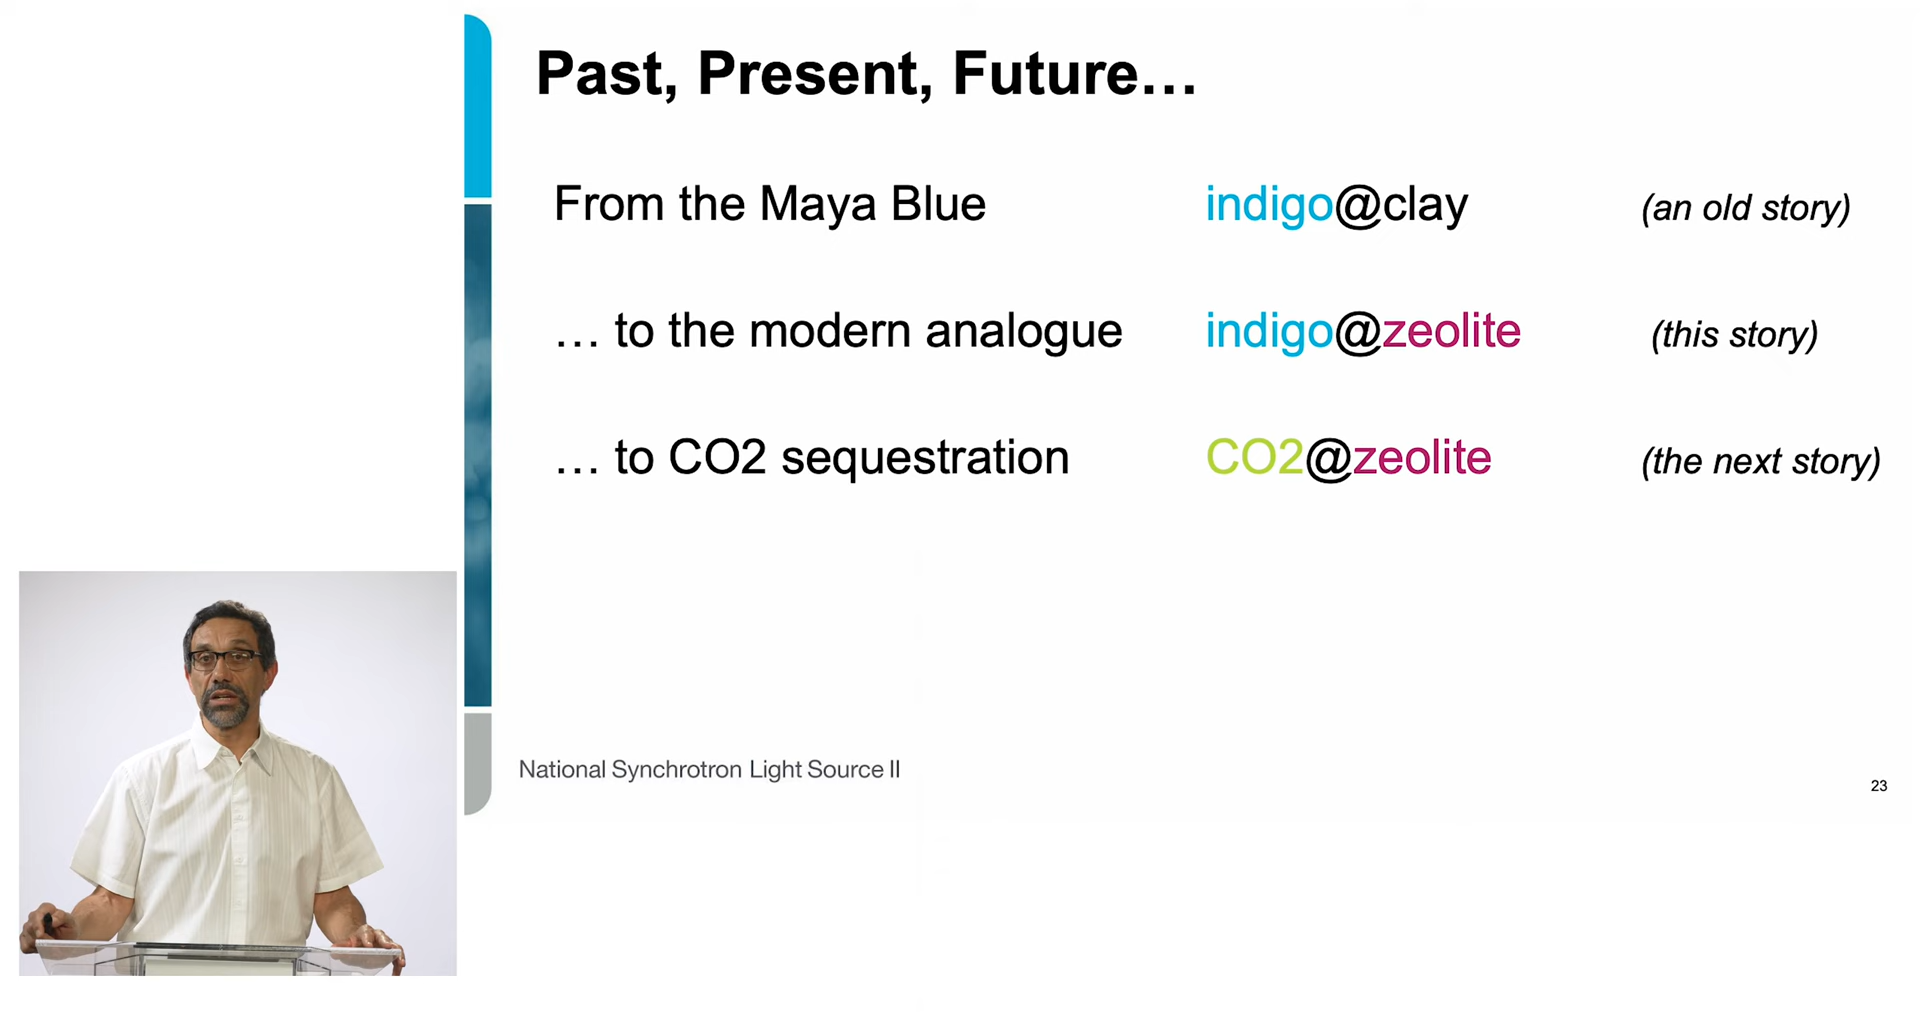 Past, Present, Future…
From the Maya Blue indigo@clay (an old story)
… to the modern analogue indigo@zeolite (this story)
… to CO2 sequestration CO2@zeolite (the next story)
National Synchrotron Light Source II
23